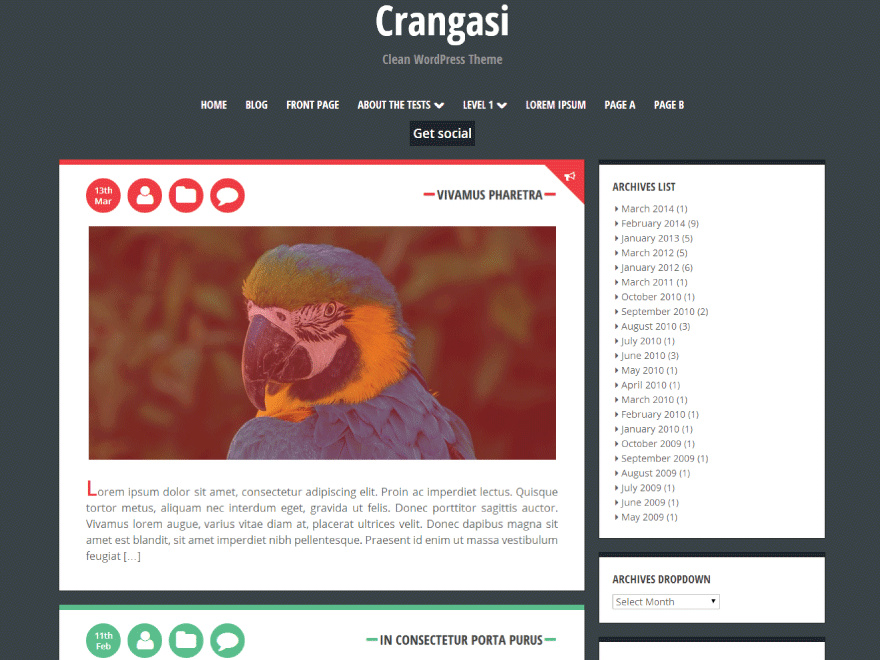 Crangasi
Clean WordPress Theme
HOME BLOG FRONT PAGE ABOUT THE TESTS LEVEL 1 LOREM IPSUM PAGE A PAGE B
Get social
13th
Mar
VIVAMUS PHARETRA
Lorem ipsum dolor sit amet, consectetur adipiscing elit. Proin ac imperdiet lectus. Quisque
tortor metus, aliquam nec interdum eget, gravida ut felis. Donec porttitor sagittis auctor.
Vivamus lorem augue, varius vitae diam at, placerat ultrices velit. Donec dapibus magna sit
amet est blandit, sit amet imperdiet nibh pellentesque. Praesent id enim ut massa vestibulum
feugiat […]
11th
Feb
IN CONSECTETUR PORTA PURUS
ARCHIVES LIST
March 2014 (1)
February 2014 (9)
January 2013 (5)
March 2012 (5)
January 2012 (6)
March 2011 (1)
October 2010 (1)
September 2010 (2)
August 2010 (3)
July 2010 (1)
June 2010 (3)
May 2010 (1)
April 2010 (1)
March 2010 (1)
February 2010 (1)
January 2010 (1)
October 2009 (1)
September 2009 (1)
August 2009 (1)
July 2009 (1)
June 2009 (1)
May 2009 (1)
ARCHIVES DROPDOWN
Select Month